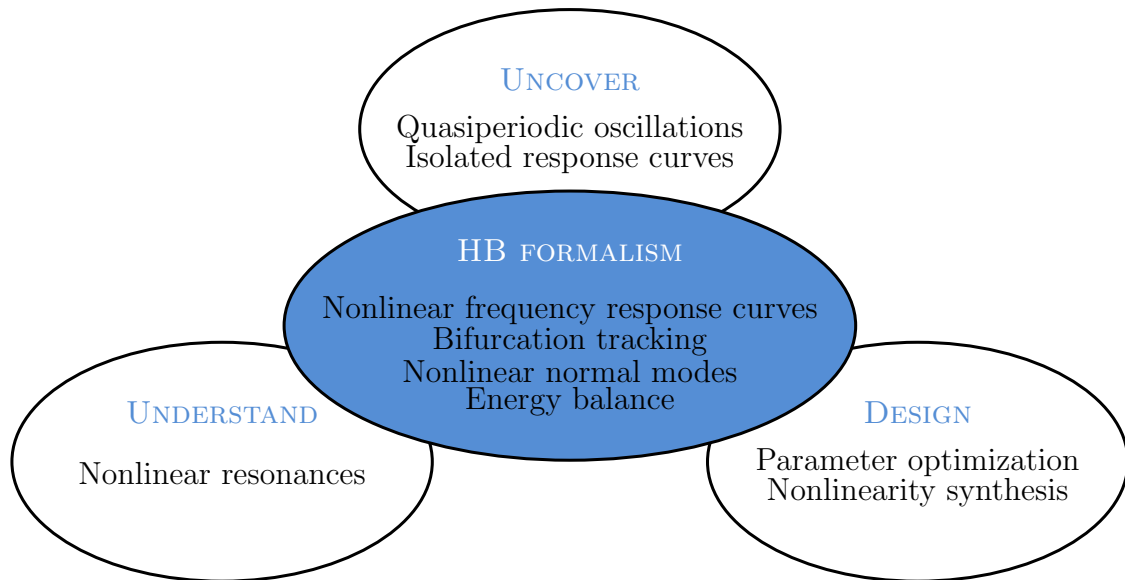 UNCOVER
Quasiperiodic oscillations
Isolated response curves
HB FORMALISM
Nonlinear frequency response curves
Bifurcation tracking
Nonlinear normal modes
Energy balance
UNDERSTAND
Nonlinear resonances
DESIGN
Parameter optimization
Nonlinearity synthesis